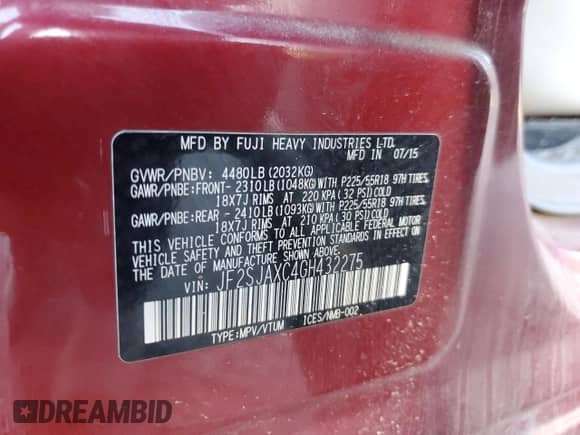 MFD BY FUJI HEAVY INDUSTRIES LTD.
MFD IN 07/15
GVWR/PNBV: 4480LB(2032KG)
GAWR/PNBE:FRONT- 2310LB(1048KG)WITH P225/55R18 97H TIRES,
18X7J RIMS AT 220 KPA(32 PSI)COLD
GAWR/PNBE:REAR - 2410LB(1093KG)WITH P225/55R18 97H TIRES,
18X7J RIMS AT 210 KPA(30 PSI)COLD
THIS VEHICLE CONFORMS TO ALL APPLICABLE FEDERAL MOTOR
VEHICLE SAFETY AND THEFT PREVENTION STANDARDS IN EFFECT
ON THE DATE OF MANUFACTURE SHOWN ABOVE.
VIN: JF2SJAXC4GH432275
TYPE:MPV/VTUM ICES/NMB-002
DREAMBID